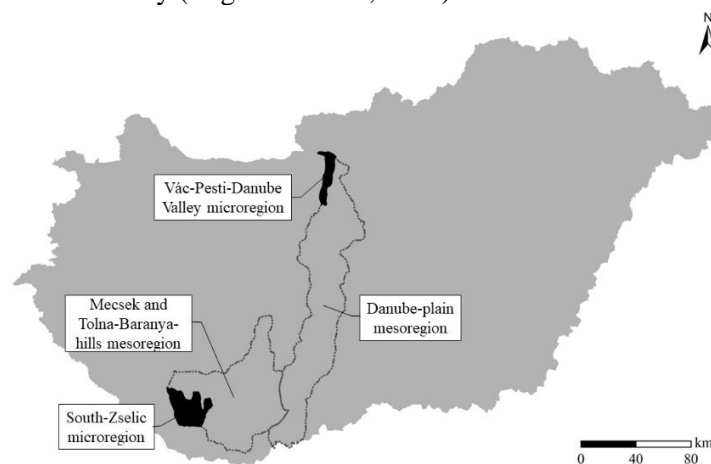 N
Vác-Pesti-Danube
Valley microregion
Mecsek and
Tolna-Baranya-
hills mesoregion
Danube-plain
mesoregion
South-Zselic
microregion
km
0 40 80